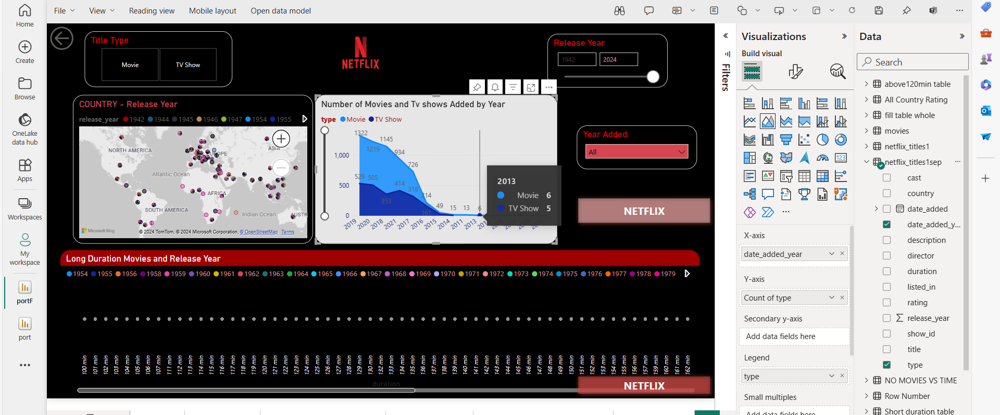 File View Reading view Mobile layout Open data model
Home
Create
Browse
OneLake
data hub
Apps
Workspaces
My
workspace
portF
port
Title Type
Movie TV Show
NETFLIX
Release Year
1942 2024
COUNTRY - Release Year
release_year 1942 1944 1945 1946 1947 1954 1955
NORTH AMERICA
EUROPE
ASIA
Atlantic Ocean
AFRICA
SOUTH AMERICA
Indian Ocean
AUSTR
Microsoft Bing
© 2024 TomTom, © 2024 Microsoft Corporation, © OpenStreetMap Terms
Number of Movies and Tv shows Added by Year
type Movie TV Show
1,000
500
0
1322
1145
1219
934
726
529 505
414
353
318
214
161
49 15 13 6
2019 2020 2018 2021 2017 2016 2015 2014 2011 2013
2013
Movie 6
TV Show 5
Year Added
All
NETFLIX
Long Duration Movies and Release Year
1954 1955 1956 1958 1959 1960 1961 1962 1963 1964 1965 1966 1967 1968 1969 1970 1971 1972 1973 1974 1975 1976 1977 1978 1979
100 min 101 min 102 min 103 min 104 min 105 min 106 min 107 min 111 min 112 min 113 min 114 min 115 min 116 min 117 min 118 min 119 min 120 min 121 min 122 min 123 min 124 min 125 min 126 min 127 min 128 min 129 min 130 min 132 min 133 min 134 min 135 min 136 min 137 min 138 min 139 min 140 min 141 min 142 min 143 min 144 min 145 min 146 min 147 min 148 min 149 min 150 min 151 min 152 min 153 min 154 min 155 min 156 min 157 min 158 min 159 min 160 min 161 min 162 min
duration
NETFLIX
Filters
Visualizations
Build visual
123
X-axis
date_added_year
Y-axis
Count of type
Secondary y-axis
Add data fields here
Legend
type
Small multiples
Add data fields here
Data
Search
above120min table
All Country Rating
fill table whole
movies
netflix_titles1
netflix_titles1sep
cast
country
date_added
date_added_y...
description
director
duration
listed_in
rating
release_year
show_id
title
type
NO MOVIES VS TIME
Row Number
Short duration table